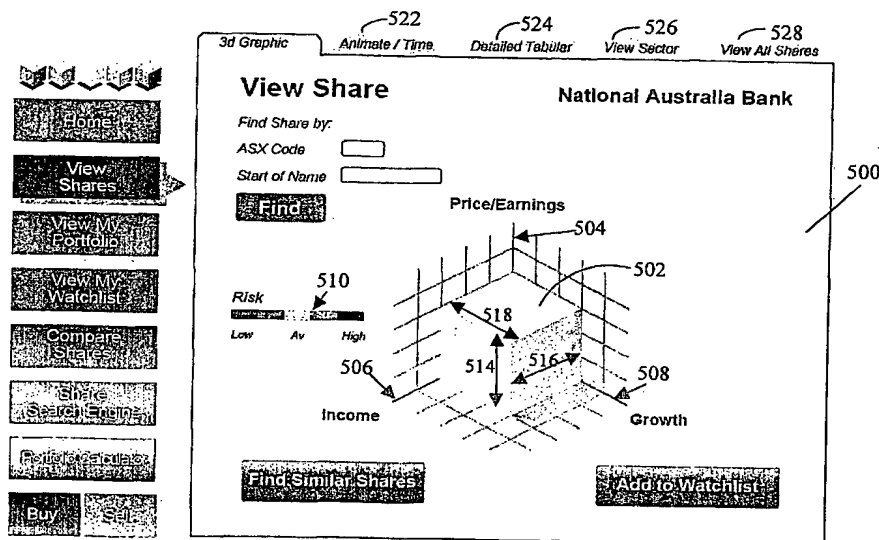 522
524
526
528
3d Graphic
Animate / Time
Detailed Tabular
View Sector
View All Shares
View Share
National Australia Bank
Find Share by:
ASX Code
Start of Name
Find
Home
View
Shares
View My
Portfolio
View My
Watchlist
Compare
Shares
Share
Search Engine
Portfolio Calculator
Buy
Sell
500
Price/Earnings
504
502
510
Risk
Low Av High
518
514
516
506
508
Income
Growth
Find Similar Shares
Add to Watchlist